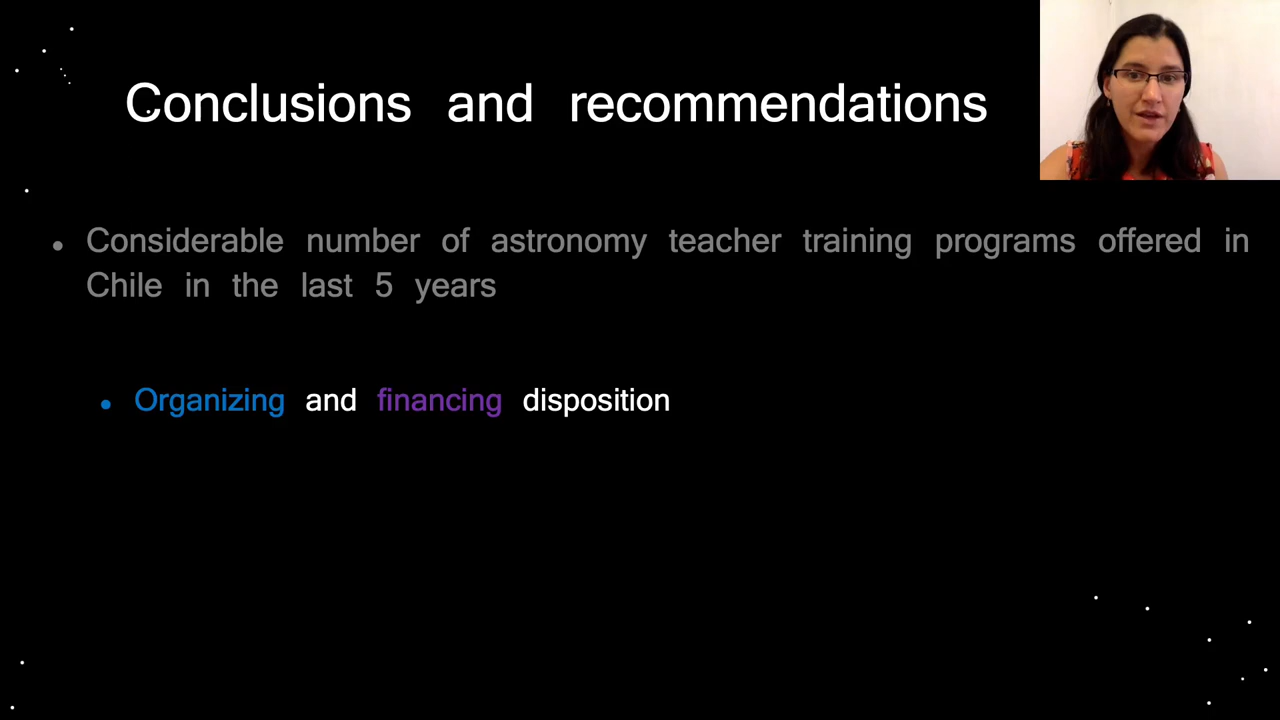 Conclusions and recommendations
• Considerable number of astronomy teacher training programs offered in
Chile in the last 5 years
• Organizing and financing disposition